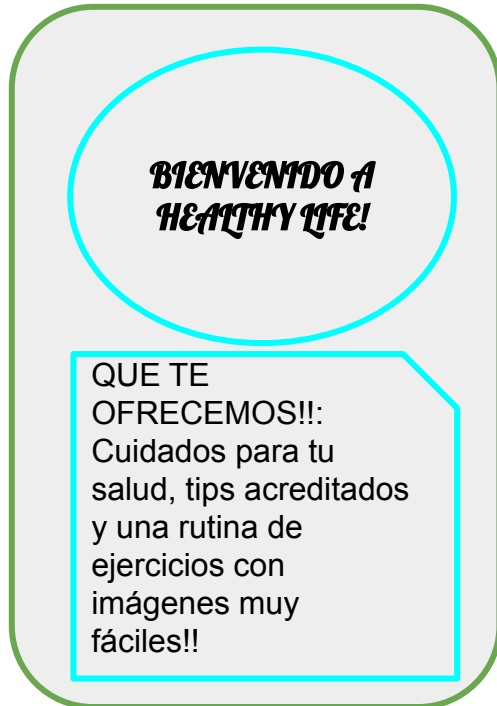 BIENVENIDO A
HEALTHY LIFE!
QUE TE
OFRECEMOS!!:
Cuidados para tu
salud, tips acreditados
y una rutina de
ejercicios con
imágenes muy
fáciles!!